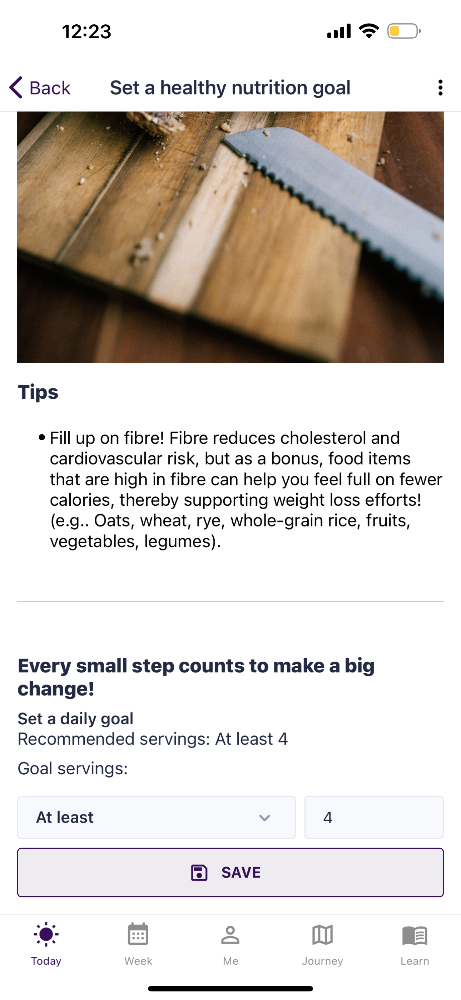 12:23
Back
Set a healthy nutrition goal
Tips
• Fill up on fibre! Fibre reduces cholesterol and
cardiovascular risk, but as a bonus, food items
that are high in fibre can help you feel full on fewer
calories, thereby supporting weight loss efforts!
(e.g.. Oats, wheat, rye, whole-grain rice, fruits,
vegetables, legumes).
Every small step counts to make a big
change!
Set a daily goal
Recommended servings: At least 4
Goal servings:
At least
4
SAVE
Today
Week
Me
Journey
Learn